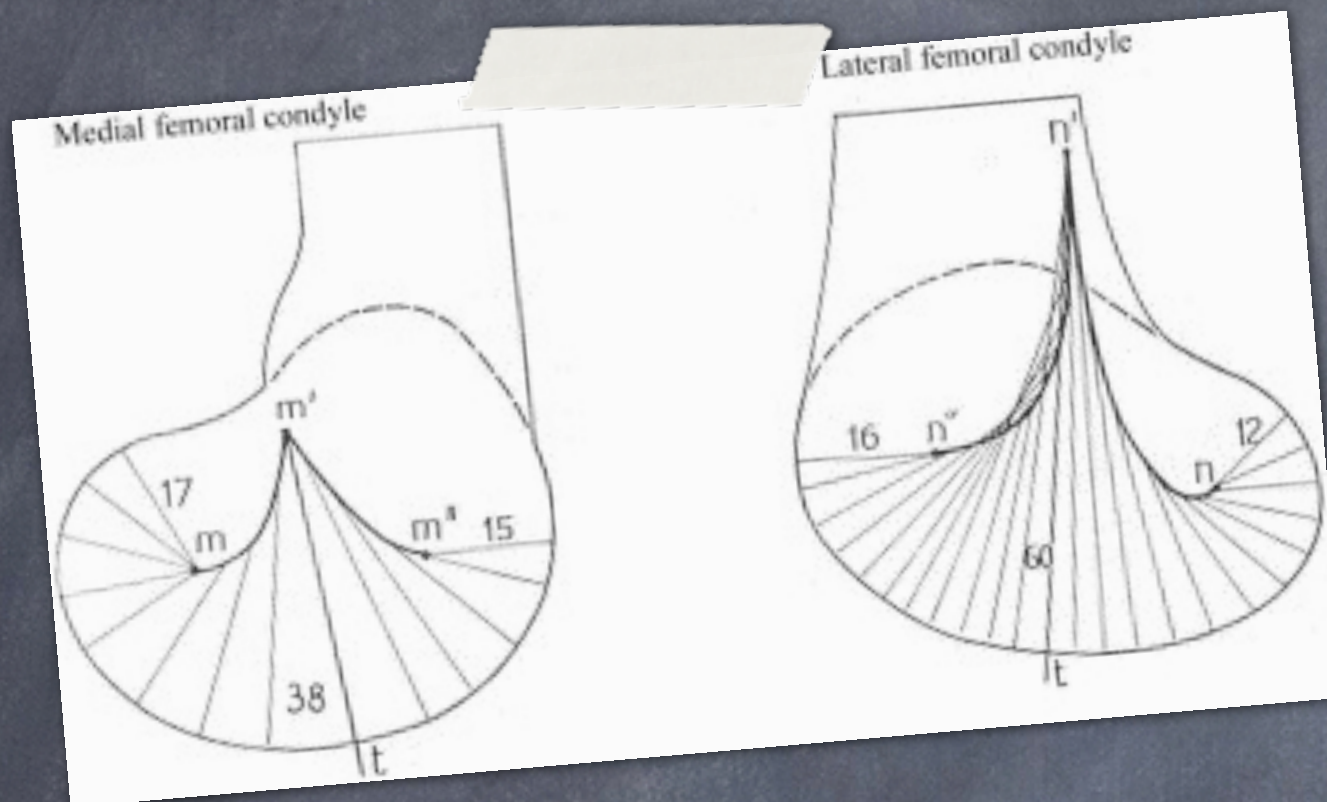 Medial femoral condyle
m'
17
m
m"
15
38
t
Lateral femoral condyle
n'
16
n"
12
n
60
t